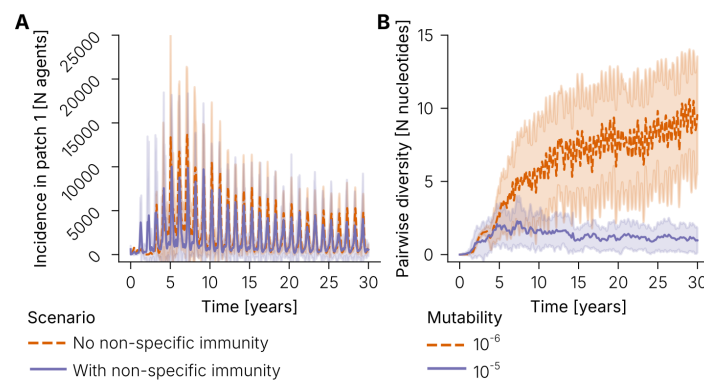 A
Incidence in patch 1 [N agents]
25000
20000
15000
10000
5000
0
0 5 10 15 20 25 30
Time [years]
Scenario
No non-specific immunity
With non-specific immunity
B
Pairwise diversity [N nucleotides]
15
10
5
0
0 5 10 15 20 25 30
Time [years]
Mutability
10⁻⁶
10⁻⁵